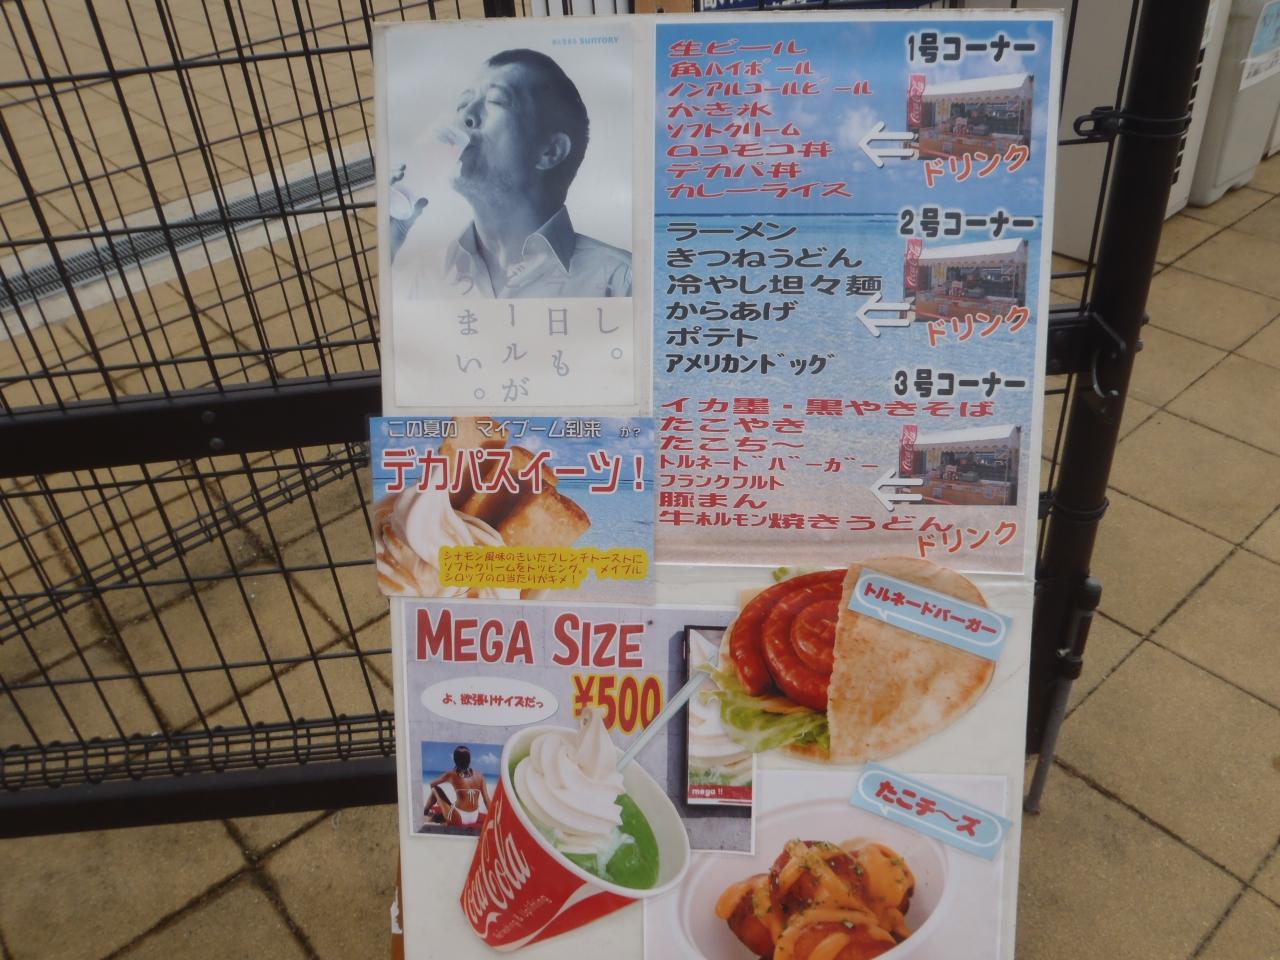 SUNTORY
し。
一日も
ールが
うまい。
1号コーナー
生ビール
角ハイボール
ノンアルコールビール
かき氷
ソフトクリーム
ロコモコ丼
デカパ丼
カレーライス
ドリンク
2号コーナー
ラーメン
きつねうどん
冷やし坦々麺
からあげ
ポテト
アメリカンドッグ
ドリンク
3号コーナー
イカ墨・黒やきそば
たこやき
たこち～
トルネードバーガー
フランクフルト
豚まん
牛ホルモン焼きうどん
ドリンク
この夏の マイブーム到来 か?
デカパスイーツ!
シナモン風味のきいたフレンチトーストに
ソフトクリームをトッピング。 メイプル
シロップの口当たりがキメ!
MEGA SIZE
¥500
よ、欲張りサイズだっ
mega !!
Coca-Cola
トルネードバーガー
たこチ～ズ